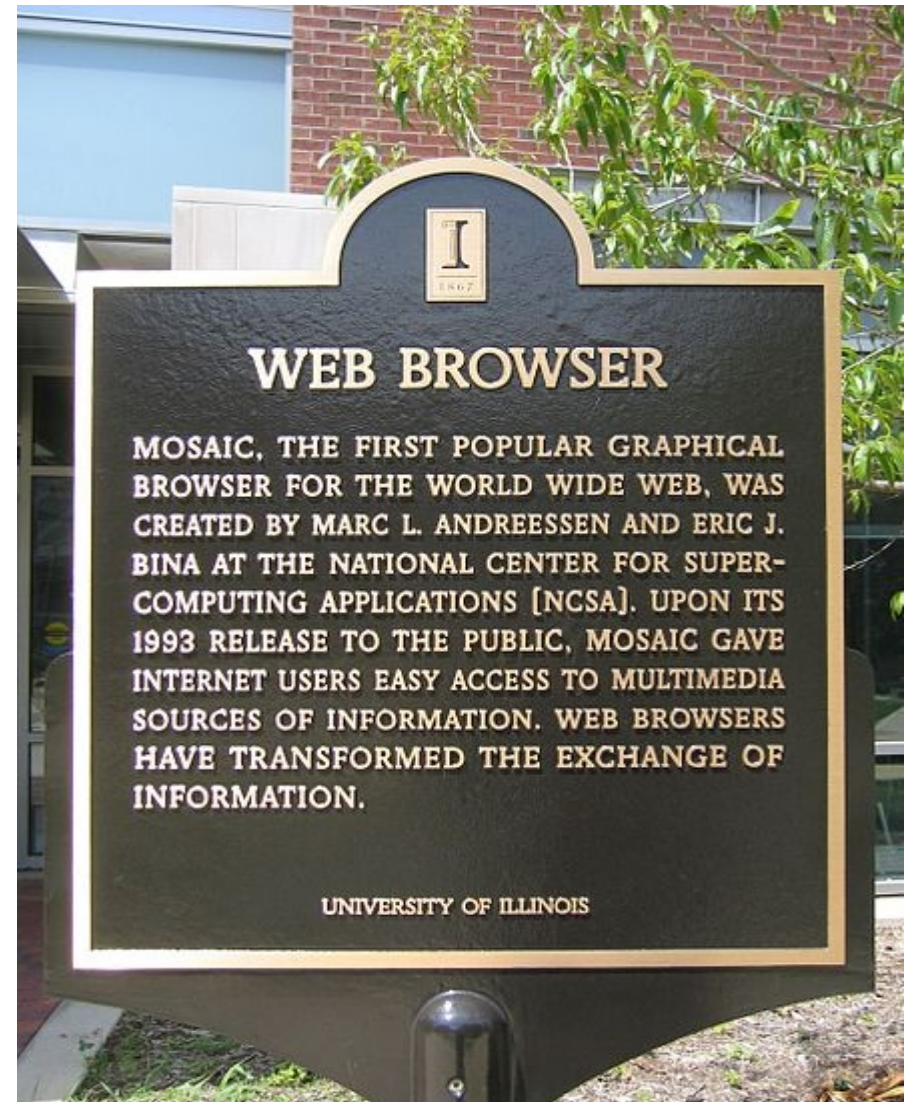 I
1867
WEB BROWSER
MOSAIC, THE FIRST POPULAR GRAPHICAL
BROWSER FOR THE WORLD WIDE WEB, WAS
CREATED BY MARC L. ANDREESSEN AND ERIC J.
BINA AT THE NATIONAL CENTER FOR SUPER-
COMPUTING APPLICATIONS [NCSA]. UPON ITS
1993 RELEASE TO THE PUBLIC, MOSAIC GAVE
INTERNET USERS EASY ACCESS TO MULTIMEDIA
SOURCES OF INFORMATION. WEB BROWSERS
HAVE TRANSFORMED THE EXCHANGE OF
INFORMATION.
UNIVERSITY OF ILLINOIS